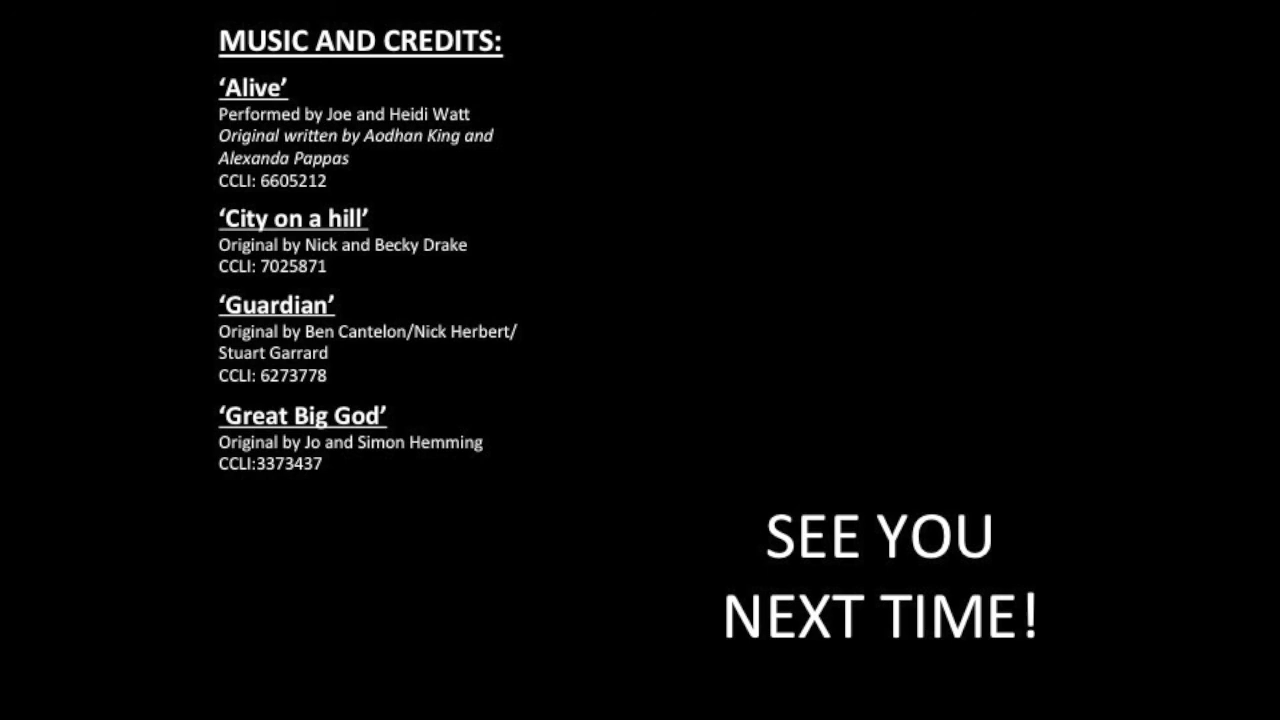 MUSIC AND CREDITS:
‘Alive’
Performed by Joe and Heidi Watt
Original written by Aodhan King and
Alexanda Pappas
CCLI: 6605212
‘City on a hill’
Original by Nick and Becky Drake
CCLI: 7025871
‘Guardian’
Original by Ben Cantelon/Nick Herbert/
Stuart Garrard
CCLI: 6273778
‘Great Big God’
Original by Jo and Simon Hemming
CCLI:3373437
SEE YOU
NEXT TIME!